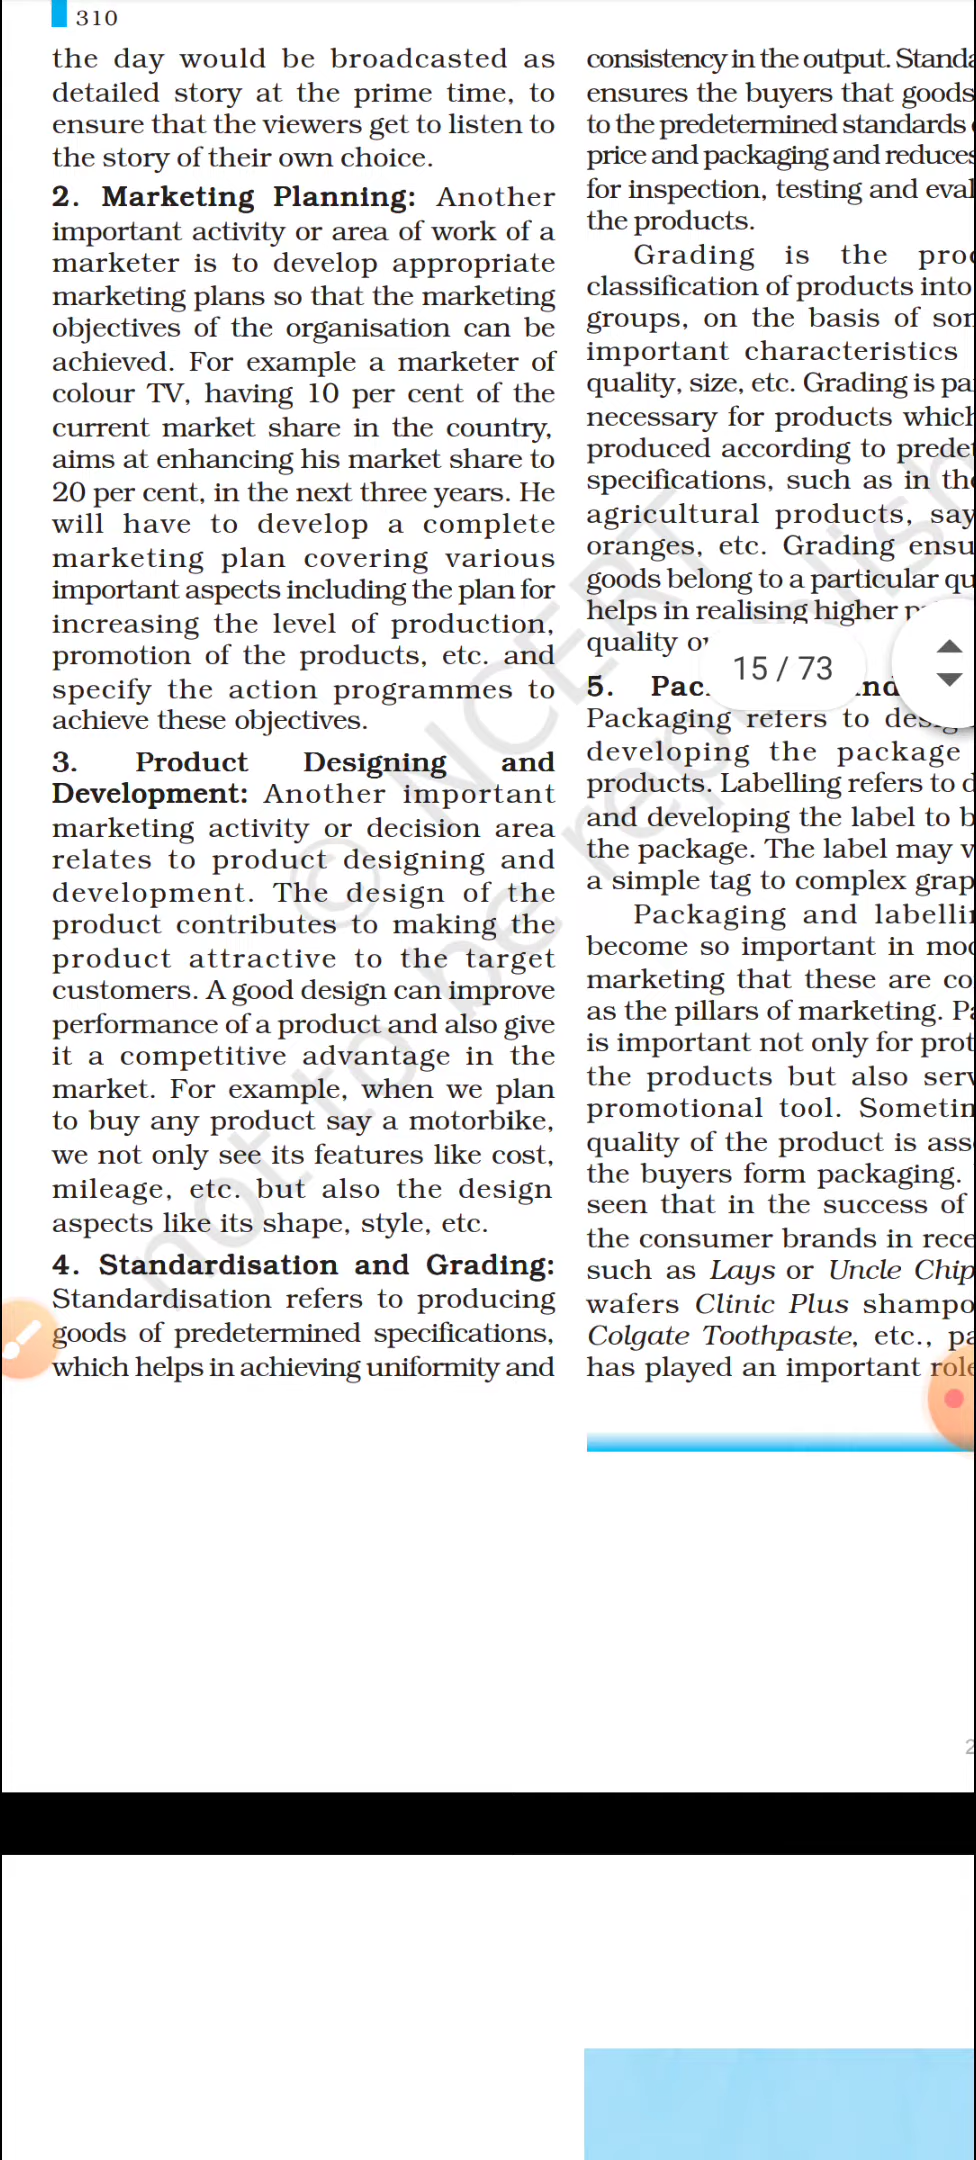 310
the day would be broadcasted as
detailed story at the prime time, to
ensure that the viewers get to listen to
the story of their own choice.
2. Marketing Planning: Another
important activity or area of work of a
marketer is to develop appropriate
marketing plans so that the marketing
objectives of the organisation can be
achieved. For example a marketer of
colour TV, having 10 per cent of the
current market share in the country,
aims at enhancing his market share to
20 per cent, in the next three years. He
will have to develop a complete
marketing plan covering various
important aspects including the plan for
increasing the level of production,
promotion of the products, etc. and
specify the action programmes to
achieve these objectives.
3. Product Designing and
Development: Another important
marketing activity or decision area
relates to product designing and
development. The design of the
product contributes to making the
product attractive to the target
customers. A good design can improve
performance of a product and also give
it a competitive advantage in the
market. For example, when we plan
to buy any product say a motorbike,
we not only see its features like cost,
mileage, etc. but also the design
aspects like its shape, style, etc.
4. Standardisation and Grading:
Standardisation refers to producing
goods of predetermined specifications,
which helps in achieving uniformity and
consistency in the output.
ensures the buyers that goods
to the predetermined standards
price and packaging and reduces
for inspection, testing and
the products.
Grading is the
classification of products into
groups, on the basis of
important characteristics
quality, size, etc. Grading is
necessary for products which
produced according to
specifications, such as in the
agricultural products, say
oranges, etc. Grading
goods belong to a particular
helps in realising higher
quality
5.
Packaging refers to
developing the package
products. Labelling refers to
and developing the label to
the package. The label may
a simple tag to complex
Packaging and
become so important in
marketing that these are
as the pillars of marketing.
is important not only for
the products but also
promotional tool.
quality of the product is
the buyers form packaging.
seen that in the success of
the consumer brands in
such as Lays or Uncle
wafers Clinic Plus
Colgate Toothpaste, etc.,
has played an important role
15 / 73
© NCERT
not to be